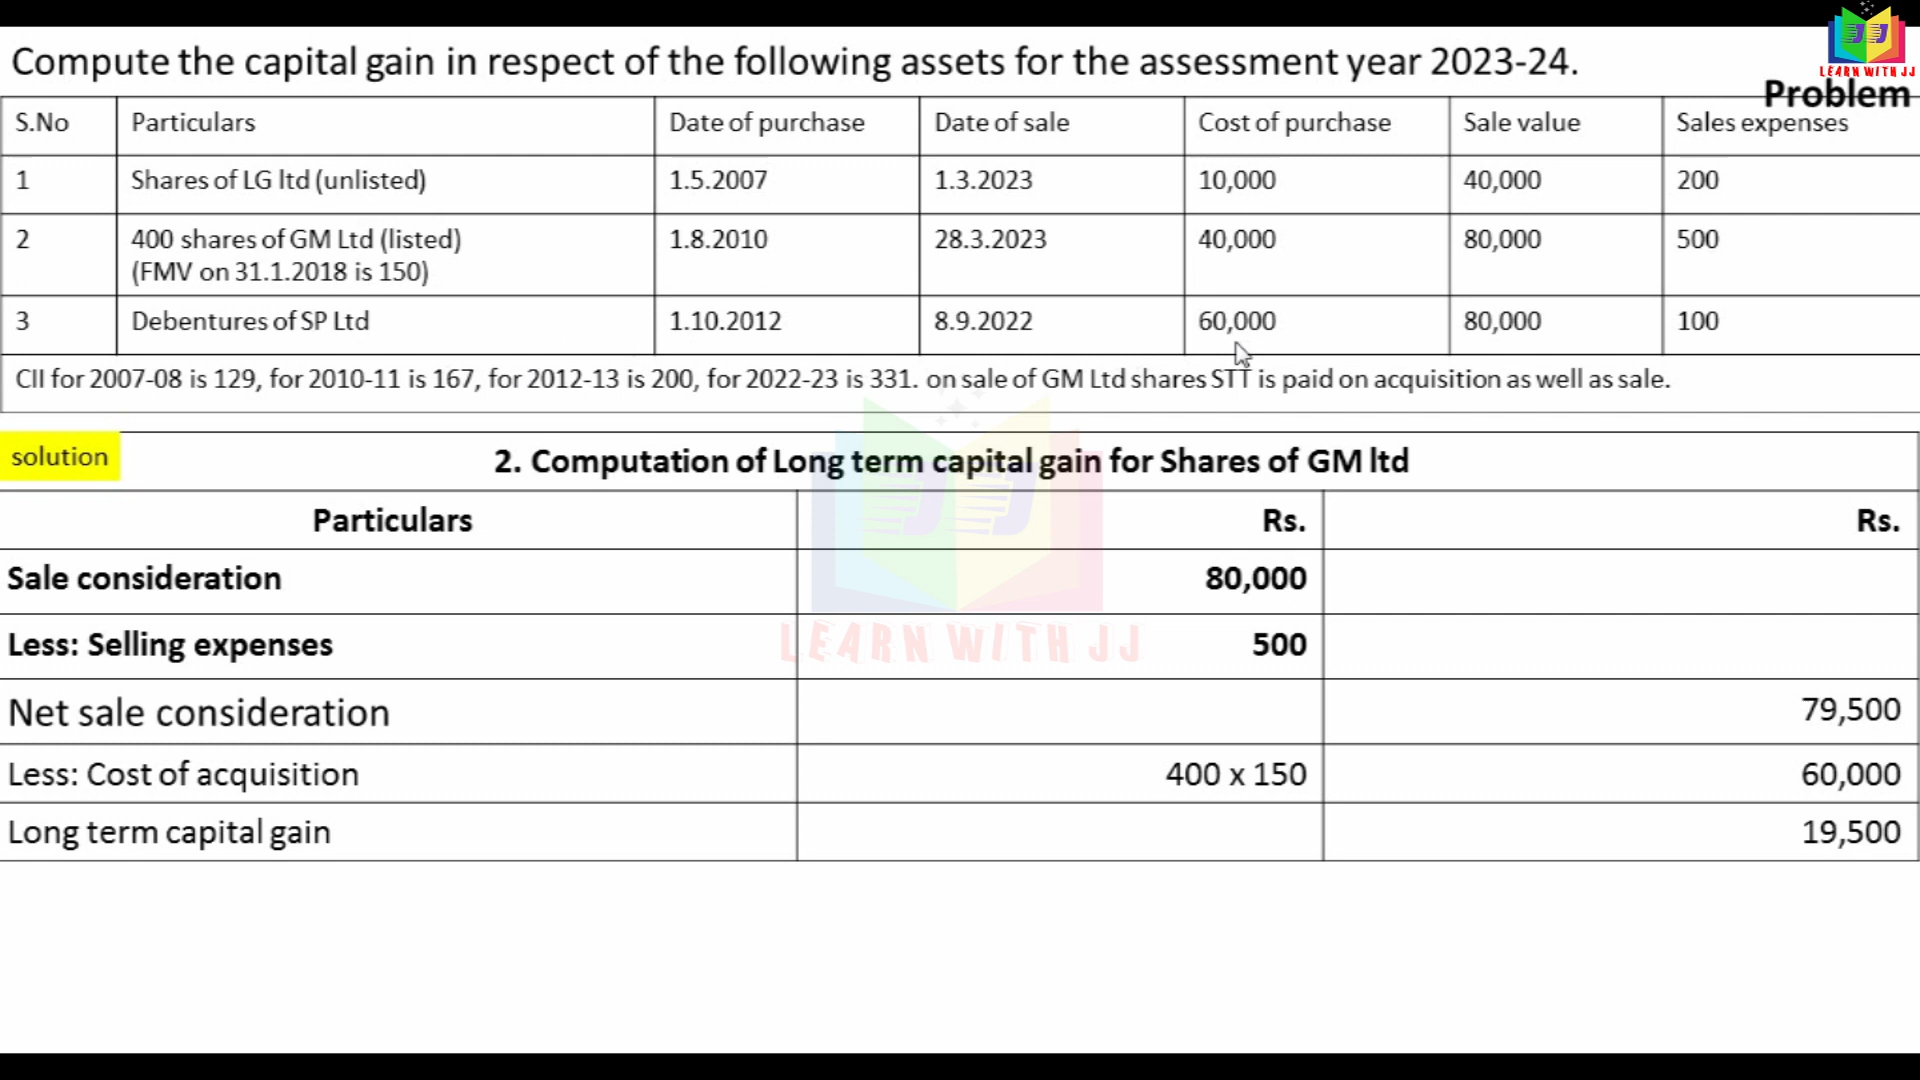 LEARN WITH JJ
Compute the capital gain in respect of the following assets for the assessment year 2023-24.
Problem
S.No Particulars Date of purchase Date of sale Cost of purchase Sale value Sales expenses
1 Shares of LG ltd (unlisted) 1.5.2007 1.3.2023 10,000 40,000 200
2 400 shares of GM Ltd (listed) 1.8.2010 28.3.2023 40,000 80,000 500
(FMV on 31.1.2018 is 150)
3 Debentures of SP Ltd 1.10.2012 8.9.2022 60,000 80,000 100
CII for 2007-08 is 129, for 2010-11 is 167, for 2012-13 is 200, for 2022-23 is 331. on sale of GM Ltd shares STT is paid on acquisition as well as sale.
solution 2. Computation of Long term capital gain for Shares of GM ltd
Particulars Rs. Rs.
Sale consideration 80,000
Less: Selling expenses 500
LEARN WITH JJ
Net sale consideration 79,500
Less: Cost of acquisition 400 x 150 60,000
Long term capital gain 19,500